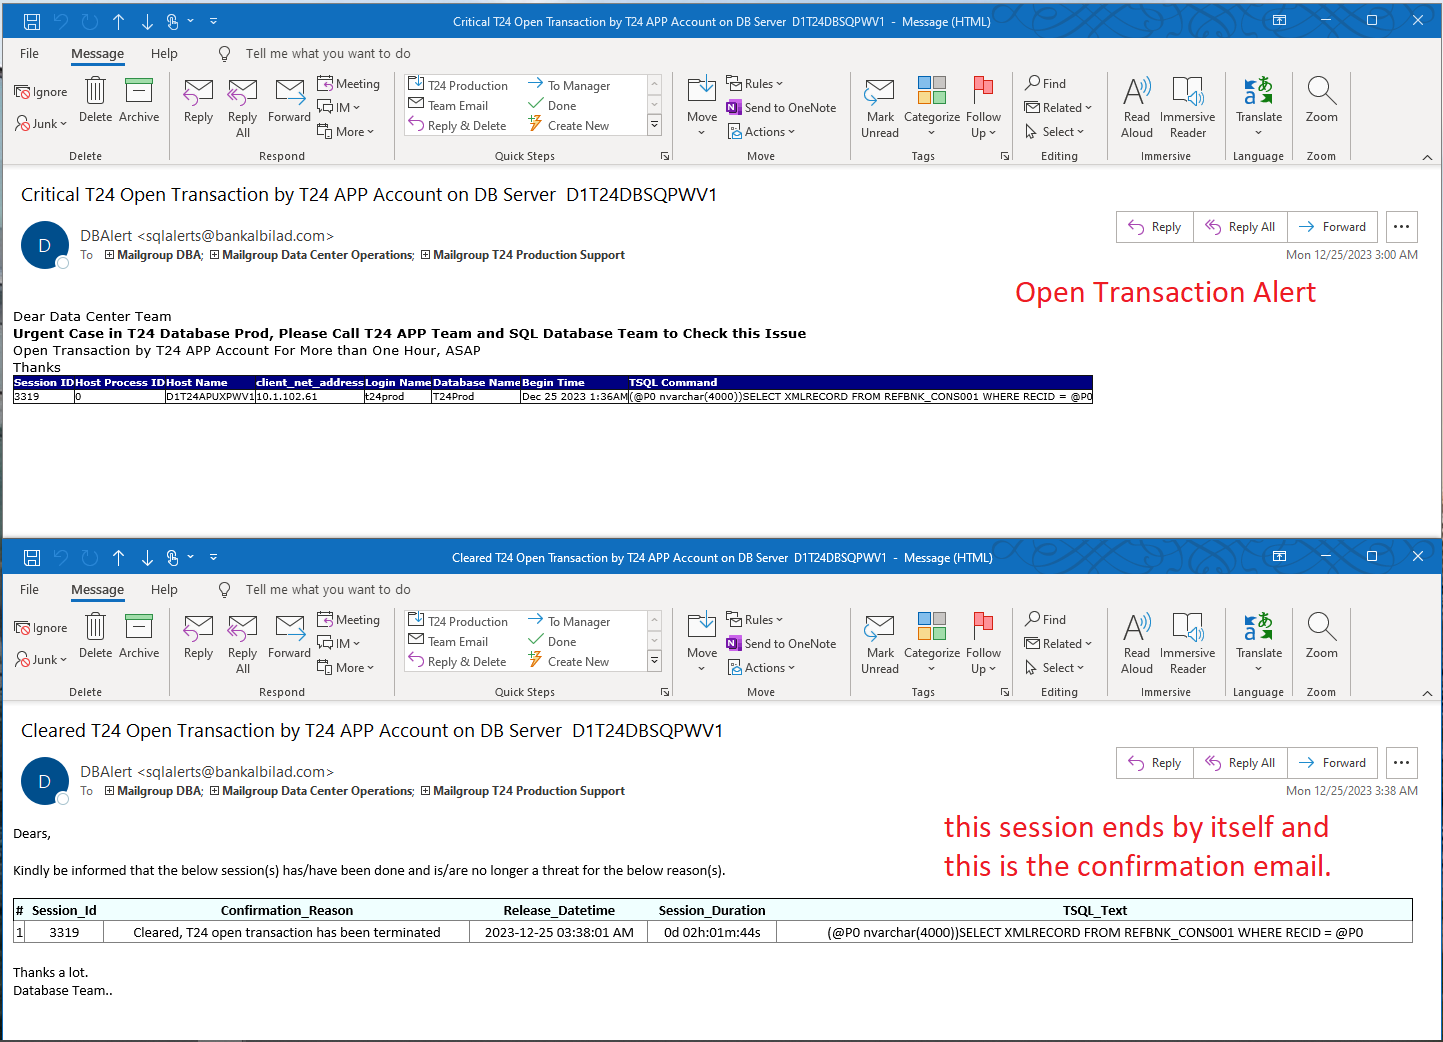 Critical T24 Open Transaction by T24 APP Account on DB Server  D1T24DBSQPWV1  -  Message (HTML)
File Message Help Tell me what you want to do
Ignore
Junk
Delete
Archive
Delete
Reply
Reply All
Forward
Meeting
IM
More
Respond
T24 Production
Team Email
Reply & Delete
To Manager
Done
Create New
Quick Steps
Move
Rules
Send to OneNote
Actions
Move
Mark Unread
Categorize
Follow Up
Tags
Find
Related
Select
Editing
Read Aloud
Immersive Reader
Immersive
Translate
Language
Zoom
Zoom
Critical T24 Open Transaction by T24 APP Account on DB Server  D1T24DBSQPWV1
D
DBAlert <sqlalerts@bankalbilad.com>
To Mailgroup DBA; Mailgroup Data Center Operations; Mailgroup T24 Production Support
Reply Reply All Forward ...
Mon 12/25/2023 3:00 AM
Open Transaction Alert
Dear Data Center Team
Urgent Case in T24 Database Prod, Please Call T24 APP Team and SQL Database Team to Check this Issue
Open Transaction by T24 APP Account For More than One Hour, ASAP
Thanks
Session ID Host Process ID Host Name client_net_address Login Name Database Name Begin Time TSQL Command
3319 0 D1T24APUXPWV1 10.1.102.61 t24prod T24Prod Dec 25 2023 1:36AM (@P0 nvarchar(4000))SELECT XMLRECORD FROM REFBNK_CONS001 WHERE RECID = @P0
Cleared T24 Open Transaction by T24 APP Account on DB Server  D1T24DBSQPWV1  -  Message (HTML)
File Message Help Tell me what you want to do
Ignore
Junk
Delete
Archive
Delete
Reply
Reply All
Forward
Meeting
IM
More
Respond
T24 Production
Team Email
Reply & Delete
To Manager
Done
Create New
Quick Steps
Move
Rules
Send to OneNote
Actions
Move
Mark Unread
Categorize
Follow Up
Tags
Find
Related
Select
Editing
Read Aloud
Immersive Reader
Immersive
Translate
Language
Zoom
Zoom
Cleared T24 Open Transaction by T24 APP Account on DB Server  D1T24DBSQPWV1
D
DBAlert <sqlalerts@bankalbilad.com>
To Mailgroup DBA; Mailgroup Data Center Operations; Mailgroup T24 Production Support
Reply Reply All Forward ...
Mon 12/25/2023 3:38 AM
this session ends by itself and
this is the confirmation email.
Dears,
Kindly be informed that the below session(s) has/have been done and is/are no longer a threat for the below reason(s).
# Session_Id Confirmation_Reason Release_Datetime Session_Duration TSQL_Text
1 3319 Cleared, T24 open transaction has been terminated 2023-12-25 03:38:01 AM 0d 02h:01m:44s (@P0 nvarchar(4000))SELECT XMLRECORD FROM REFBNK_CONS001 WHERE RECID = @P0
Thanks a lot.
Database Team..